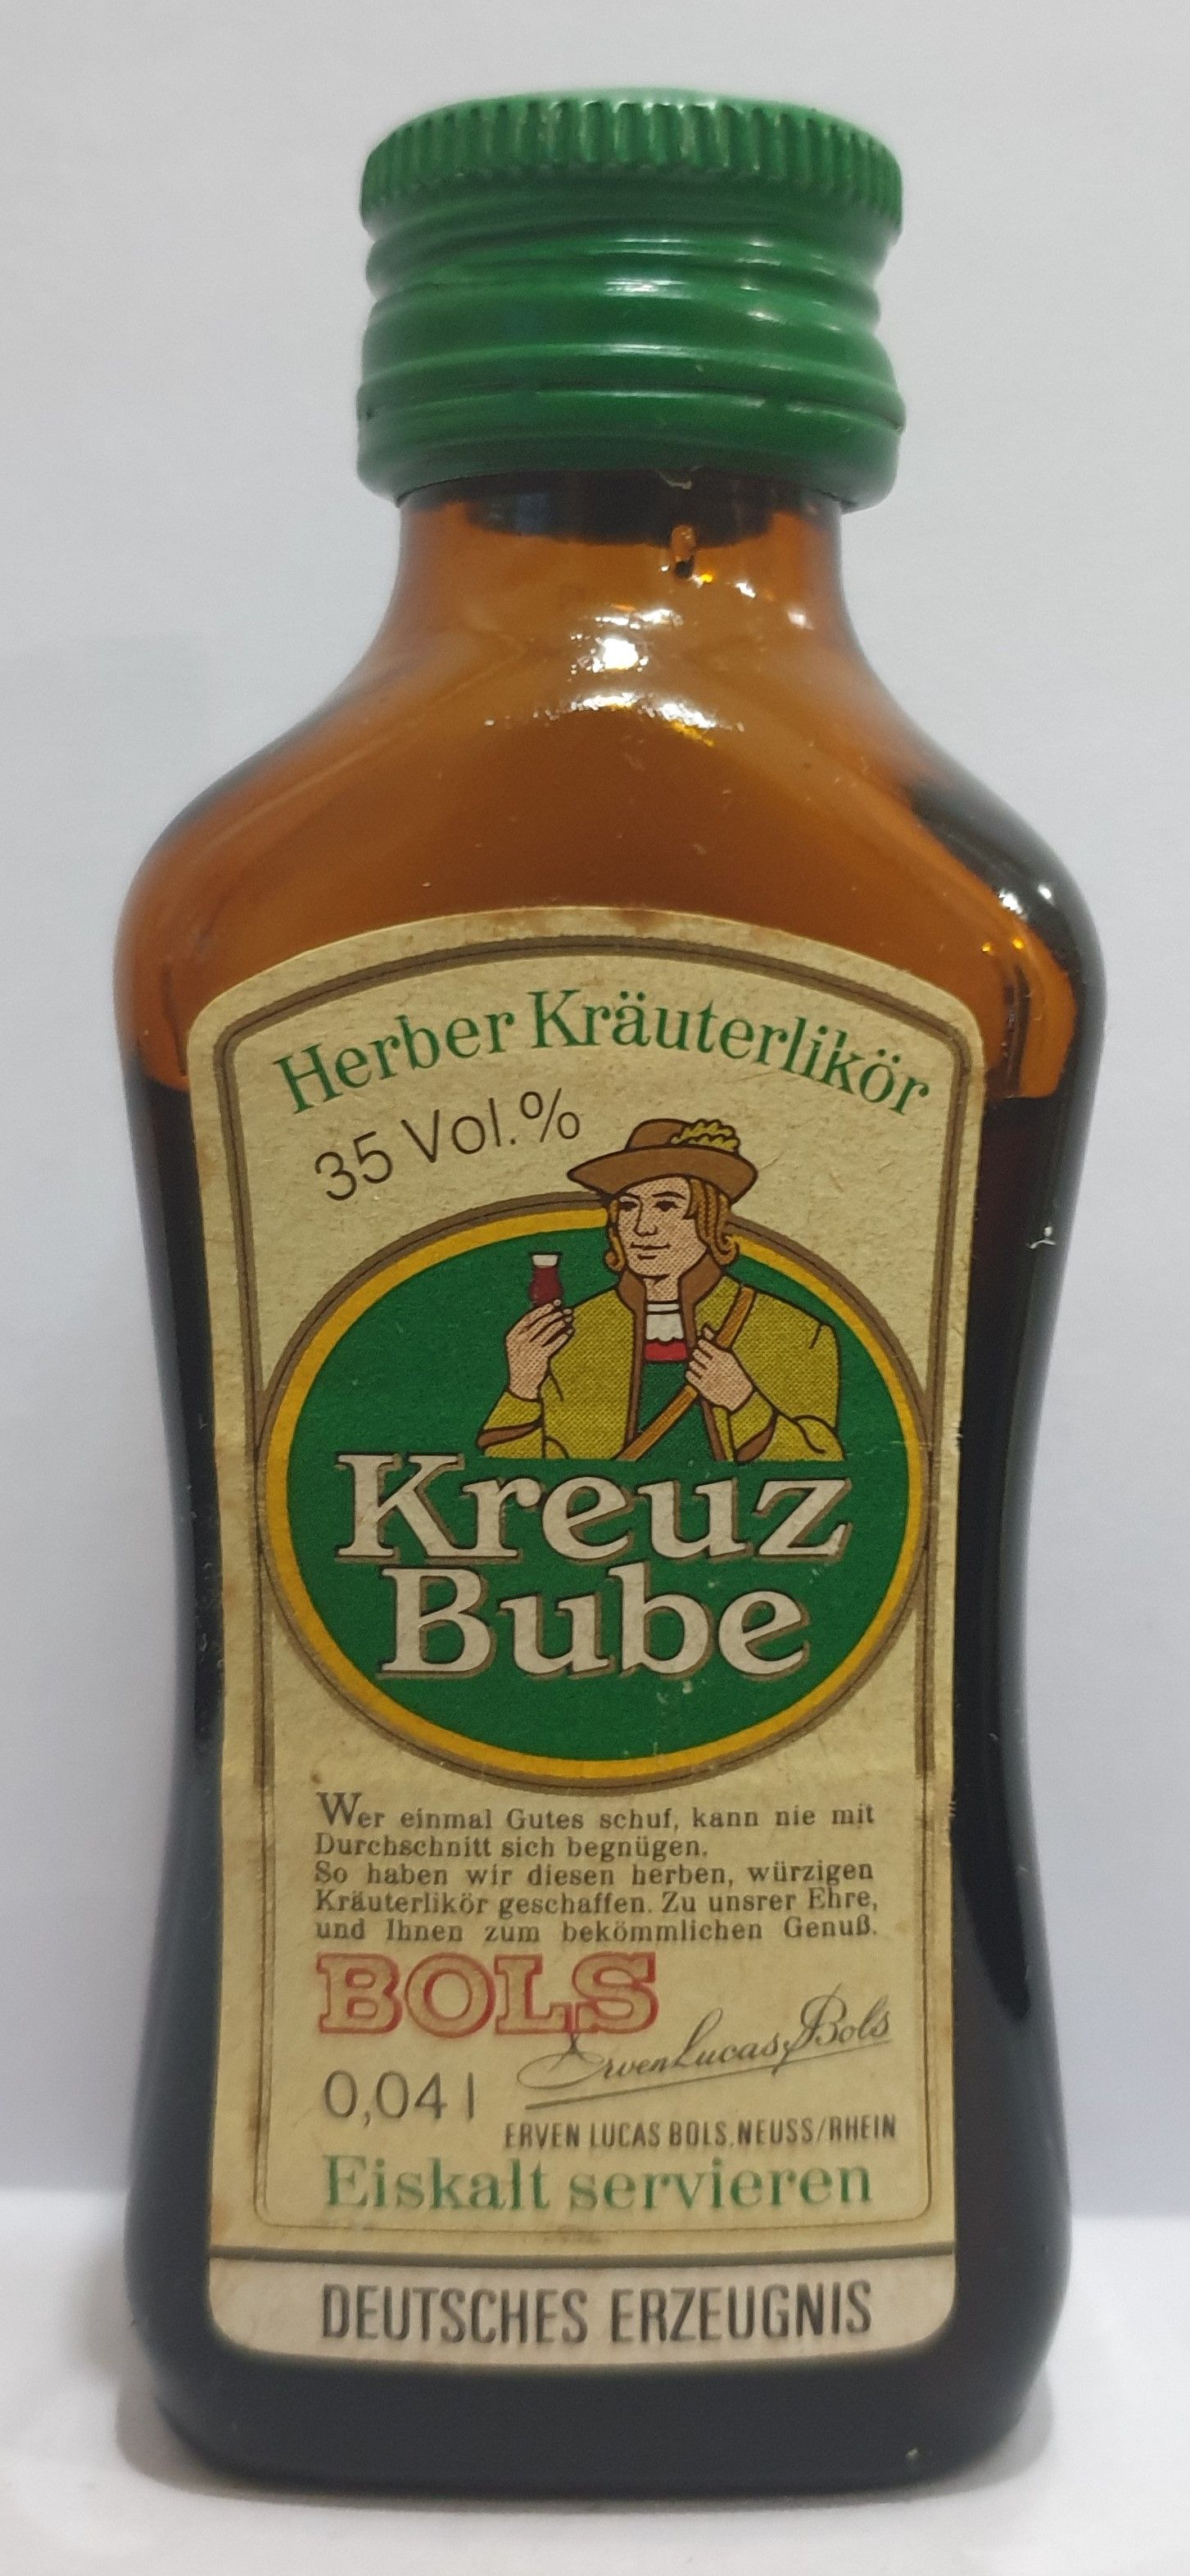 Herber Kräuterlikör
35 Vol.%
Kreuz
Bube
Wer einmal Gutes schuf, kann nie mit
Durchschnitt sich begnügen.
So haben wir diesen herben, würzigen
Kräuterlikör geschaffen. Zu unsrer Ehre,
und Ihnen zum bekömmlichen Genuß.
BOLS
Erven Lucas Bols
0,04 l
ERVEN LUCAS BOLS, NEUSS/RHEIN
Eiskalt servieren
DEUTSCHES ERZEUGNIS